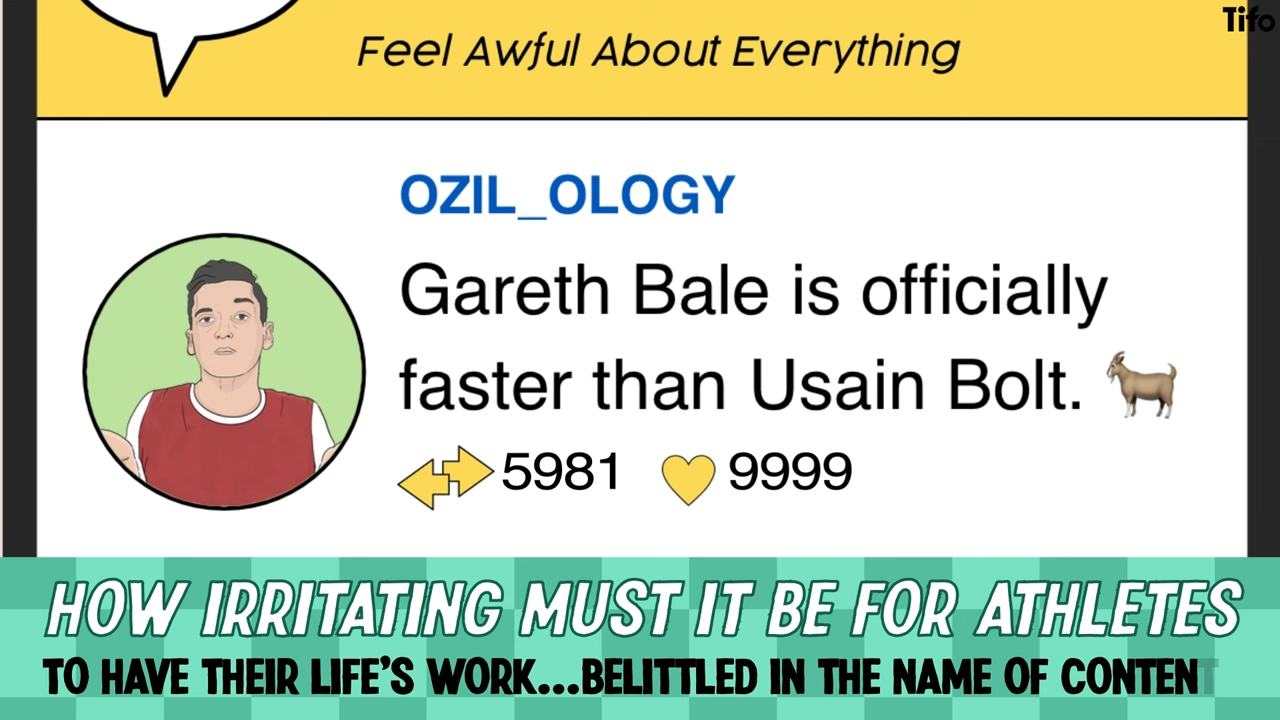 Tifo
Feel Awful About Everything
OZIL_OLOGY
Gareth Bale is officially
faster than Usain Bolt. 🐐
5981 9999
HOW IRRITATING MUST IT BE FOR ATHLETES
TO HAVE THEIR LIFE'S WORK...BELITTLED IN THE NAME OF CONTENT